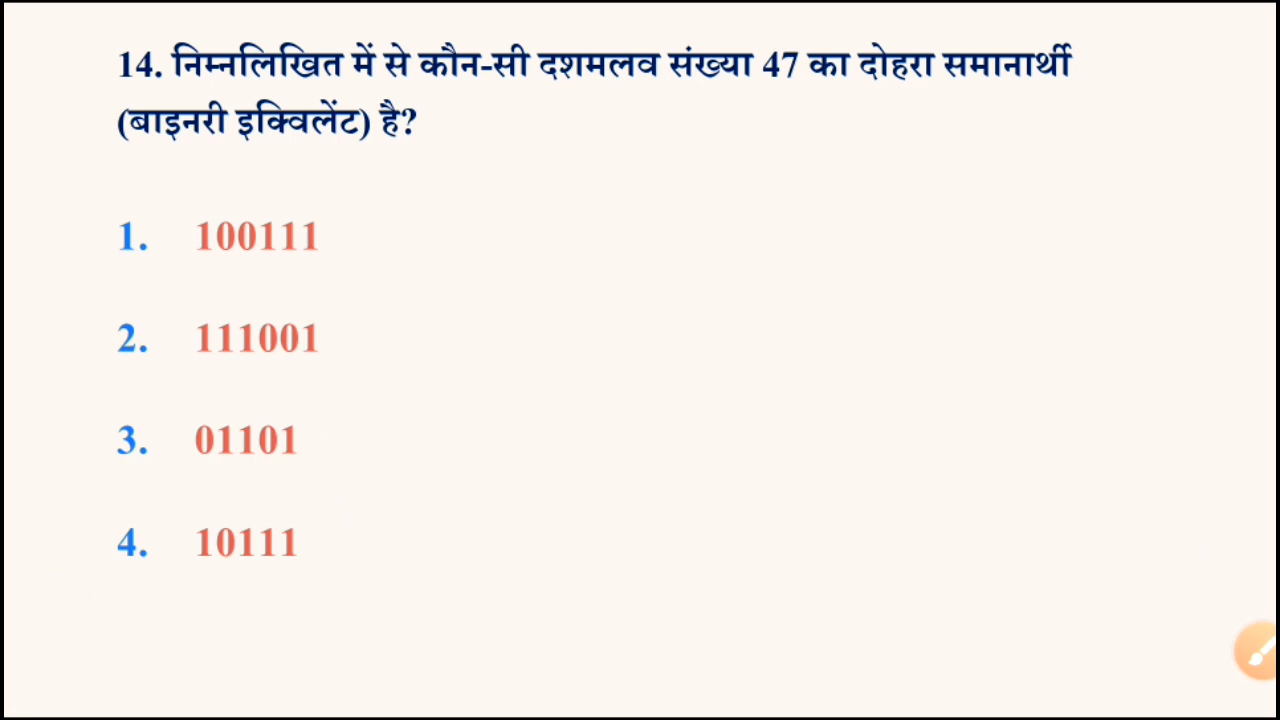 14. निम्नलिखित में से कौन-सी दशमलव संख्या 47 का दोहरा समानार्थी
(बाइनरी इक्विलेंट) है?
1. 100111
2. 111001
3. 01101
4. 10111